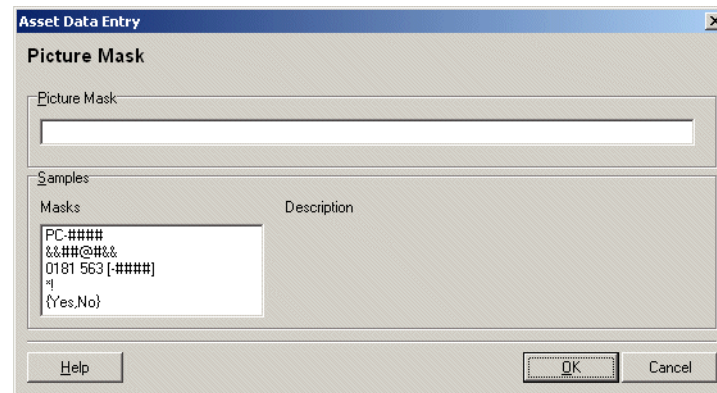 Asset Data Entry
Picture Mask
Picture Mask
Samples
Masks Description
PC-####
&&##@#&&
0181 563 [-####]
*!
{Yes,No}
Help OK Cancel